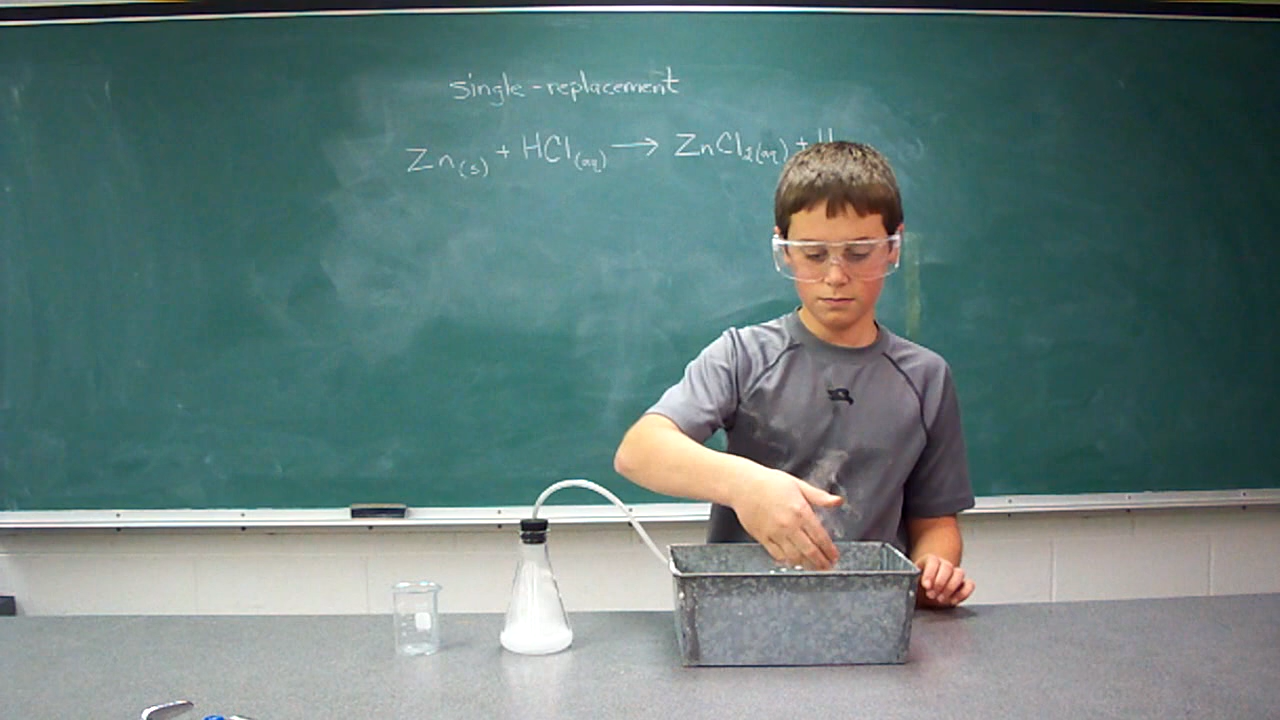 single-replacement
Zn(s) + HCl(aq) → ZnCl2(aq) + H